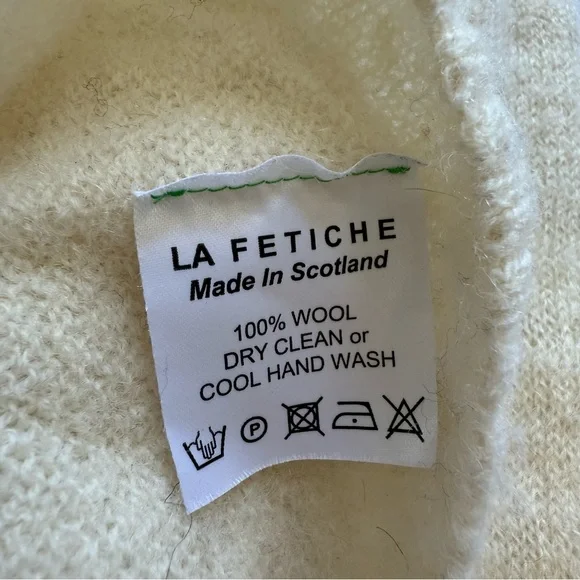 LA FETICHE
Made In Scotland
100% WOOL
DRY CLEAN or
COOL HAND WASH
P